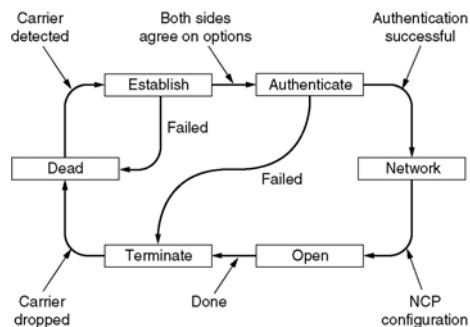 Carrier
detected
Both sides
agree on options
Authentication
successful
Establish
Authenticate
Failed
Dead
Failed
Network
Terminate
Open
Carrier
dropped
Done
NCP
configuration